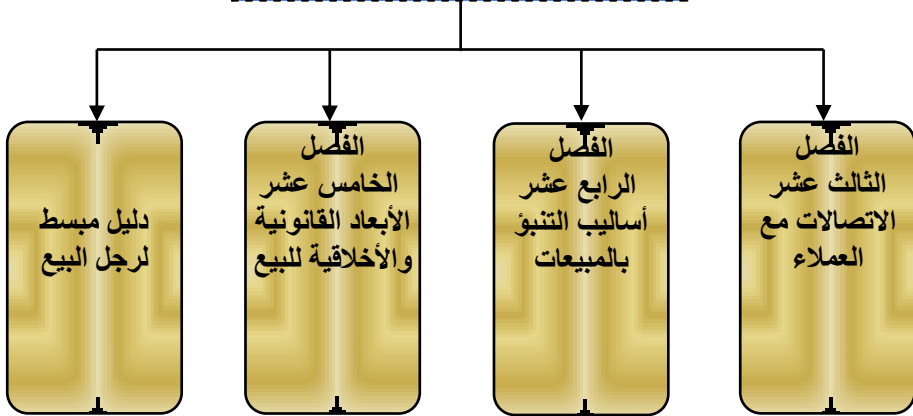 الفصل
الثالث عشر
الاتصالات مع
العملاء
الفصل
الرابع عشر
أساليب التنبؤ
بالمبيعات
الفصل
الخامس عشر
الأبعاد القانونية
والأخلاقية للبيع
دليل مبسط
لرجل البيع